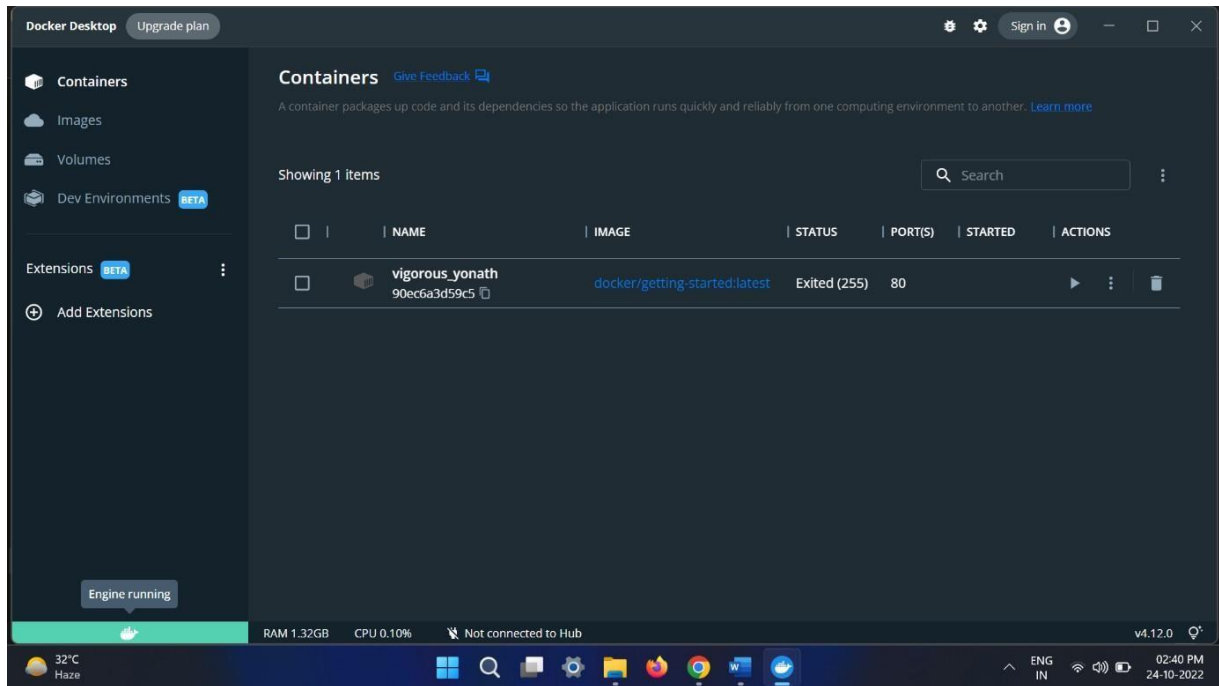 Docker Desktop Upgrade plan Sign in
Containers
Images
Volumes
Dev Environments BETA
Extensions BETA
Add Extensions
Containers Give Feedback
A container packages up code and its dependencies so the application runs quickly and reliably from one computing environment to another. Learn more
Showing 1 items
Search
NAME IMAGE STATUS PORT(S) STARTED ACTIONS
vigorous_yonath docker/getting-started:latest Exited (255) 80
90ec6a3d59c5
Engine running
RAM 1.32GB CPU 0.10% Not connected to Hub v4.12.0
32°C ENG 02:40 PM
Haze IN 24-10-2022